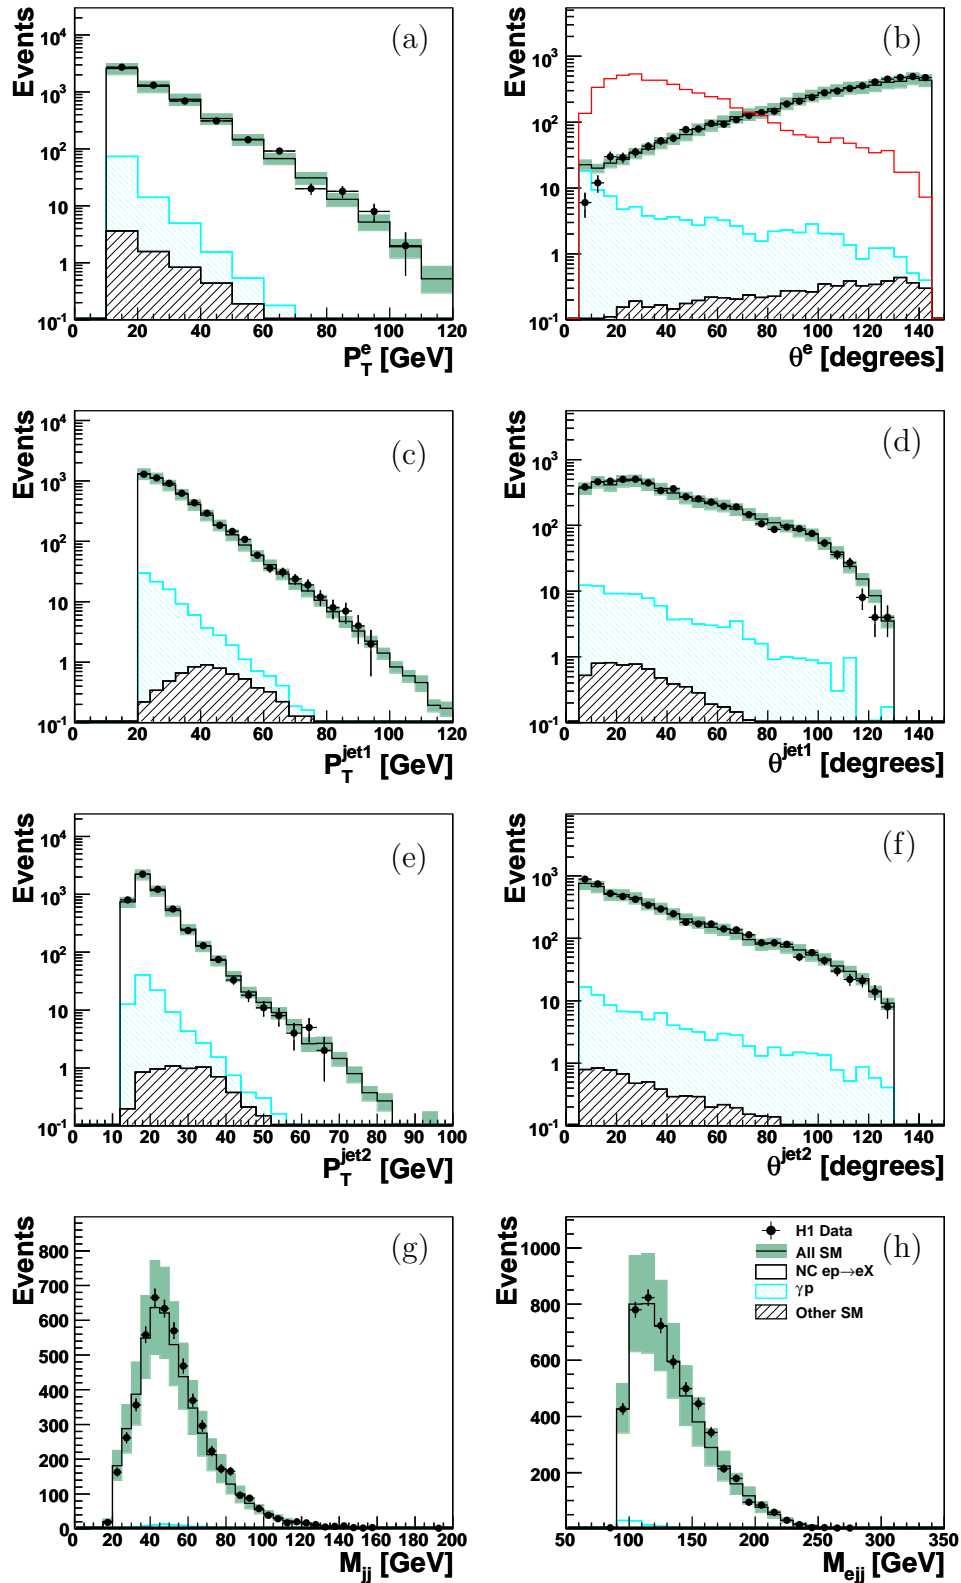 Events
(a)
10^4
10^3
10^2
10
1
10^-1
20 40 60 80 100 120
P_T^e [GeV]
Events
(b)
10^3
10^2
10
1
10^-1
0 20 40 60 80 100 120 140
θ^e [degrees]
Events
(c)
10^4
10^3
10^2
10
1
10^-1
0 20 40 60 80 100 120
P_T^jet1 [GeV]
Events
(d)
10^3
10^2
10
1
10^-1
0 20 40 60 80 100 120 140
θ^jet1 [degrees]
Events
(e)
10^4
10^3
10^2
10
1
10^-1
10 20 30 40 50 60 70 80 90 100
P_T^jet2 [GeV]
Events
(f)
10^3
10^2
10
1
10^-1
0 20 40 60 80 100 120 140
θ^jet2 [degrees]
Events
(g)
800
700
600
500
400
300
200
100
0
0 20 40 60 80 100 120 140 160 180 200
M_jj [GeV]
Events
(h)
H1 Data
All SM
NC ep→eX
γp
Other SM
1000
800
600
400
200
50 100 150 200 250 300 350
M_ejj [GeV]